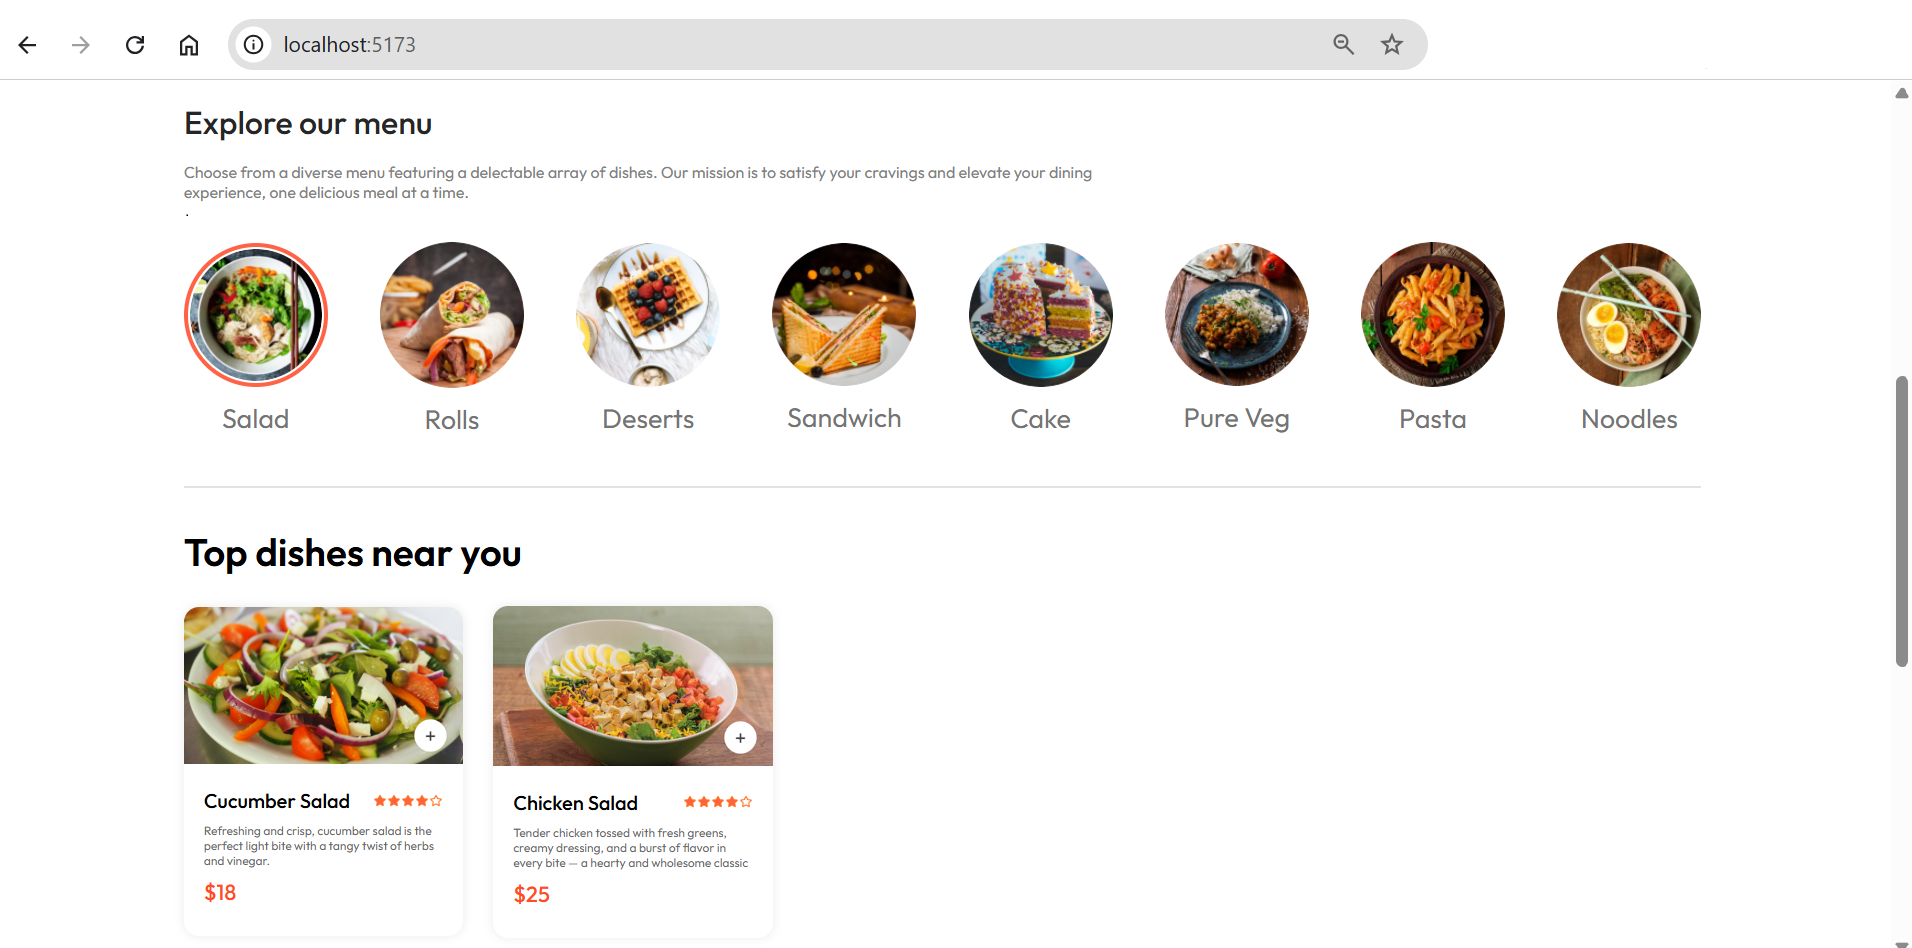 localhost:5173
Explore our menu
Choose from a diverse menu featuring a delectable array of dishes. Our mission is to satisfy your cravings and elevate your dining
experience, one delicious meal at a time.
.
Salad Rolls Deserts Sandwich Cake Pure Veg Pasta Noodles
Top dishes near you
Cucumber Salad
Refreshing and crisp, cucumber salad is the
perfect light bite with a tangy twist of herbs
and vinegar.
$18
Chicken Salad
Tender chicken tossed with fresh greens,
creamy dressing, and a burst of flavor in
every bite — a hearty and wholesome classic
$25